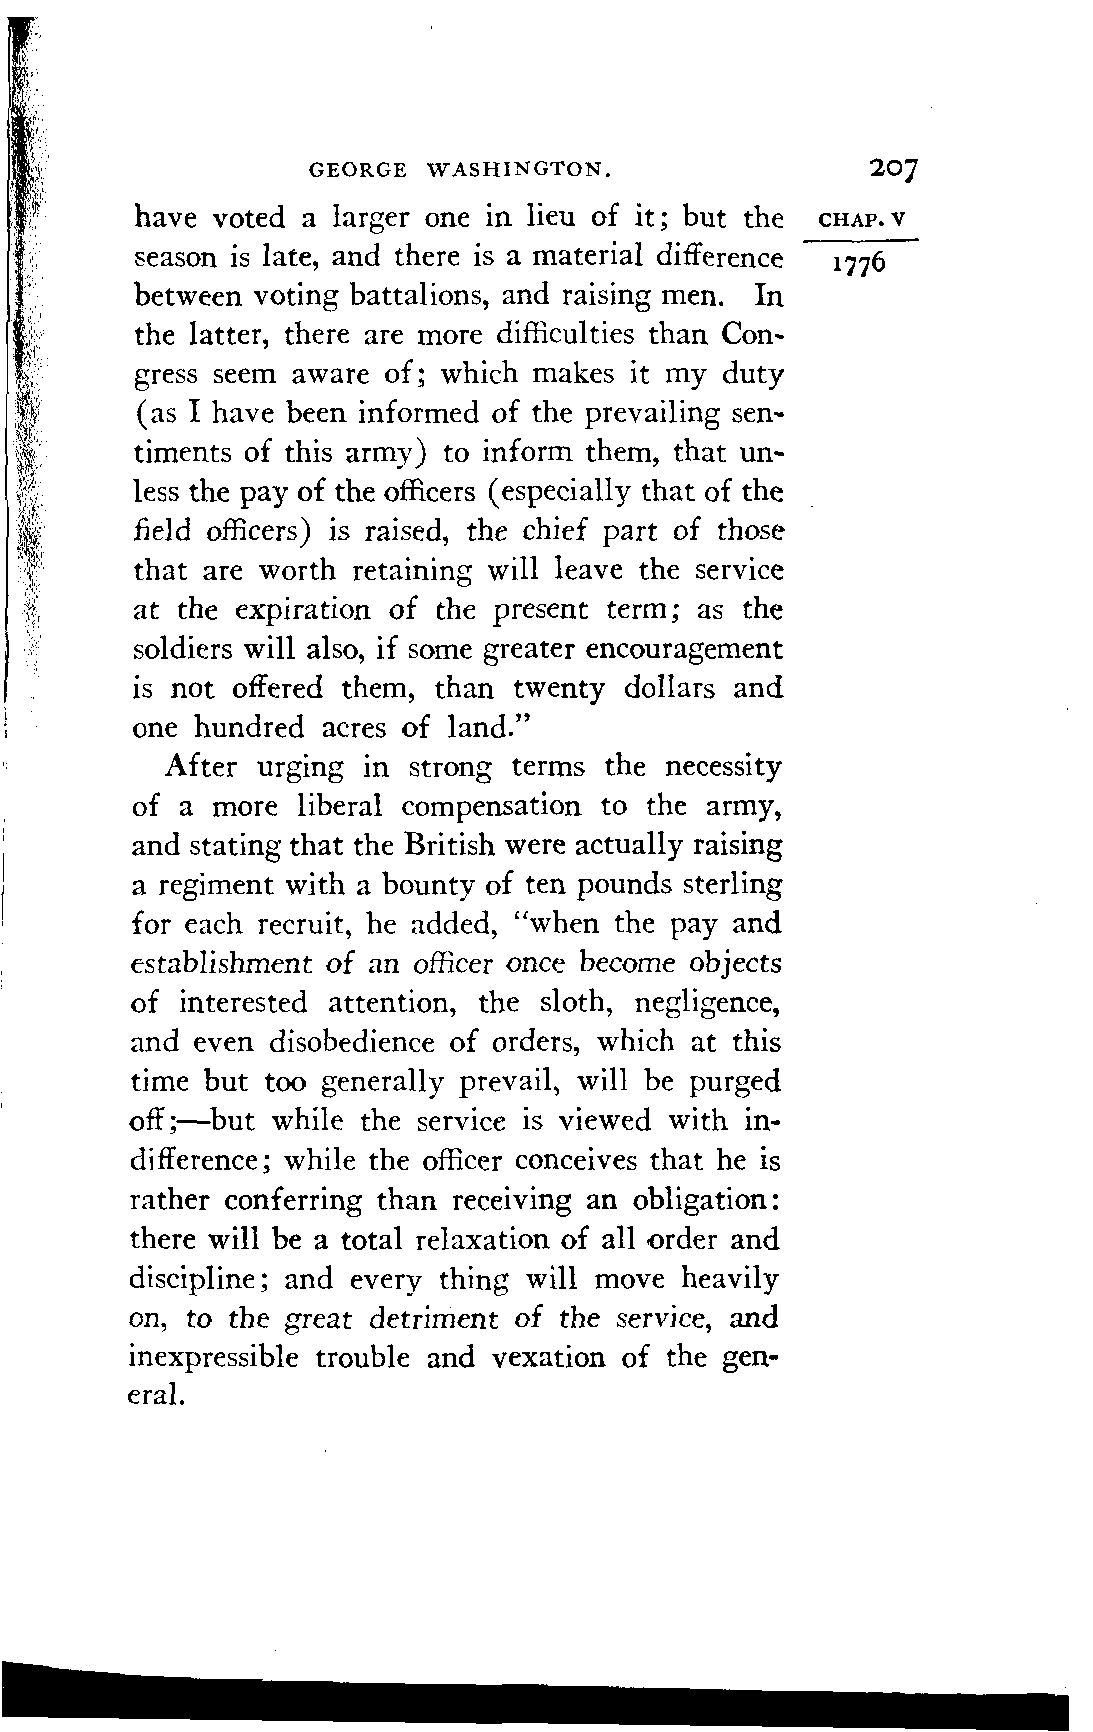 GEORGE WASHINGTON. 207
have voted a larger one in lieu of it; but the CHAP. V
season is late, and there is a material difference 1776
between voting battalions, and raising men. In
the latter, there are more difficulties than Con-
gress seem aware of; which makes it my duty
(as I have been informed of the prevailing sen-
timents of this army) to inform them, that un-
less the pay of the officers (especially that of the
field officers) is raised, the chief part of those
that are worth retaining will leave the service
at the expiration of the present term; as the
soldiers will also, if some greater encouragement
is not offered them, than twenty dollars and
one hundred acres of land."
After urging in strong terms the necessity
of a more liberal compensation to the army,
and stating that the British were actually raising
a regiment with a bounty of ten pounds sterling
for each recruit, he added, "when the pay and
establishment of an officer once become objects
of interested attention, the sloth, negligence,
and even disobedience of orders, which at this
time but too generally prevail, will be purged
off;—but while the service is viewed with in-
difference; while the officer conceives that he is
rather conferring than receiving an obligation:
there will be a total relaxation of all order and
discipline; and every thing will move heavily
on, to the great detriment of the service, and
inexpressible trouble and vexation of the gen-
eral.